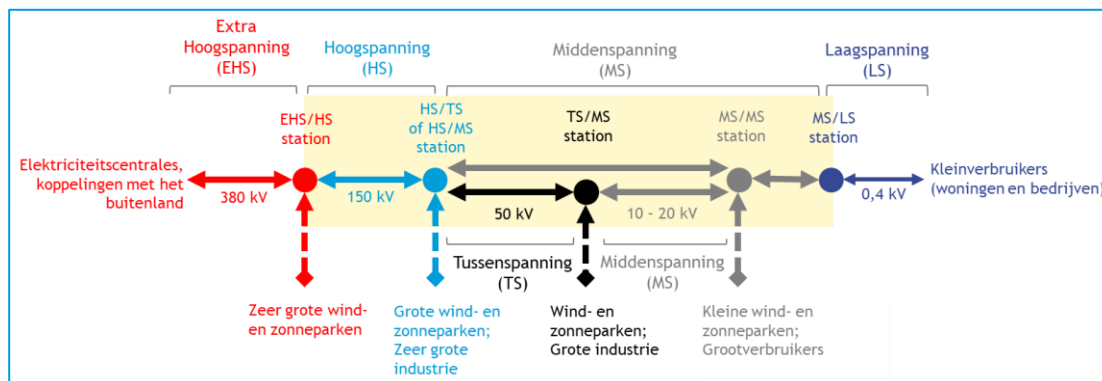 Extra
Hoogspanning
(EHS)
Hoogspanning
(HS)
Middenspanning
(MS)
Laagspanning
(LS)
EHS/HS
station
HS/TS
of HS/MS
station
TS/MS
station
MS/MS
station
MS/LS
station
Elektriciteitscentrales,
koppelingen met het
buitenland
380 kV
150 kV
50 kV
10 - 20 kV
0,4 kV
Kleinverbruikers
(woningen en bedrijven)
Tussenspanning
(TS)
Middenspanning
(MS)
Zeer grote wind-
en zonneparken
Grote wind- en
zonneparken;
Zeer grote
industrie
Wind- en
zonneparken;
Grote industrie
Kleine wind- en
zonneparken;
Grootverbruikers